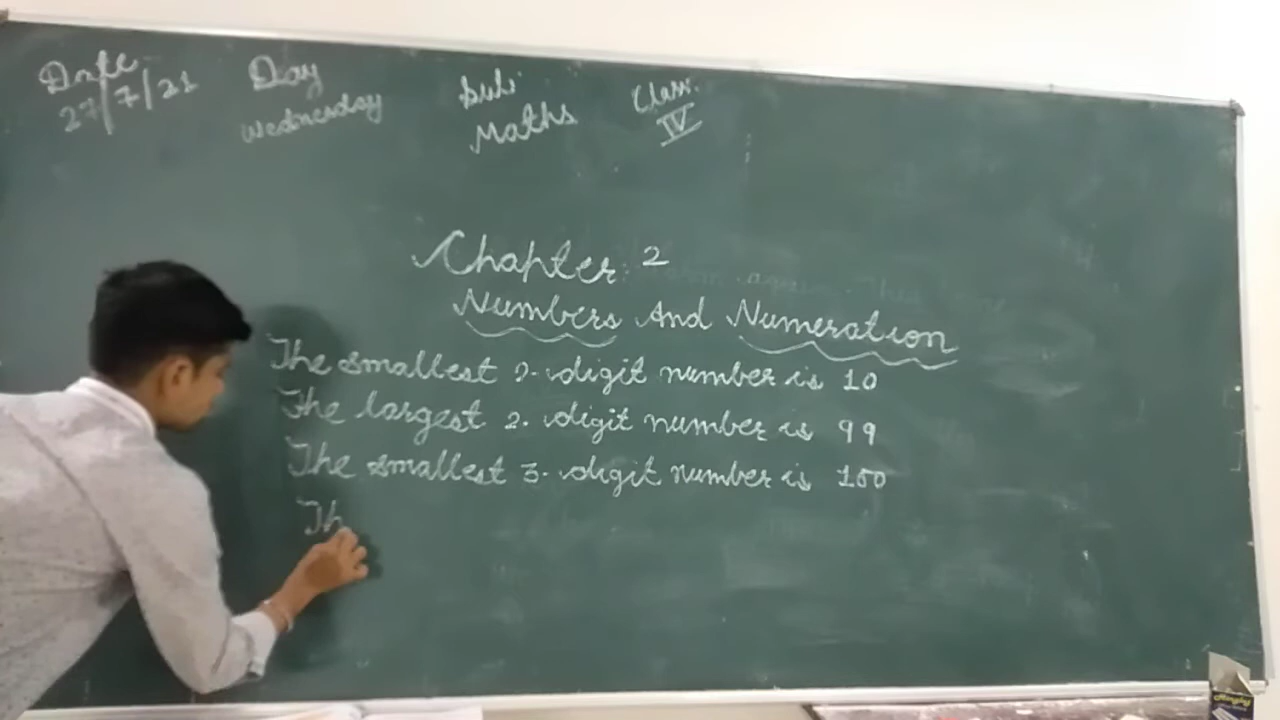 Date Day Sub: Maths Class. IV
27/7/21 Wednesday
Chapter: 2
Numbers And Numeration
The smallest 2-digit number is 10
The largest 2-digit number is 99
The smallest 3-digit number is 100
Th